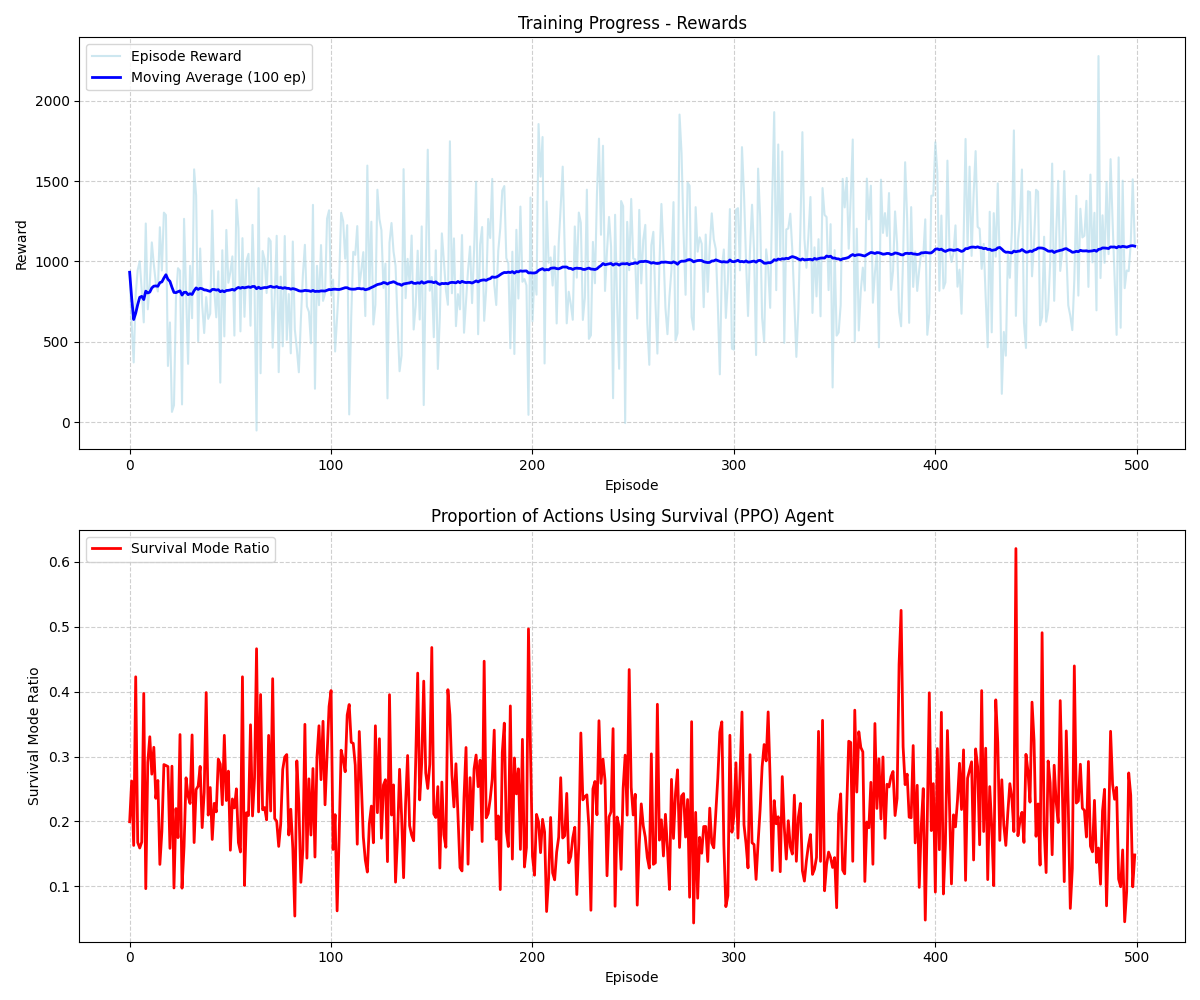 Training Progress - Rewards
Episode Reward
Moving Average (100 ep)
Reward
2000
1500
1000
500
0
0 100 200 300 400 500
Episode
Proportion of Actions Using Survival (PPO) Agent
Survival Mode Ratio
Survival Mode Ratio
0.6
0.5
0.4
0.3
0.2
0.1
0 100 200 300 400 500
Episode